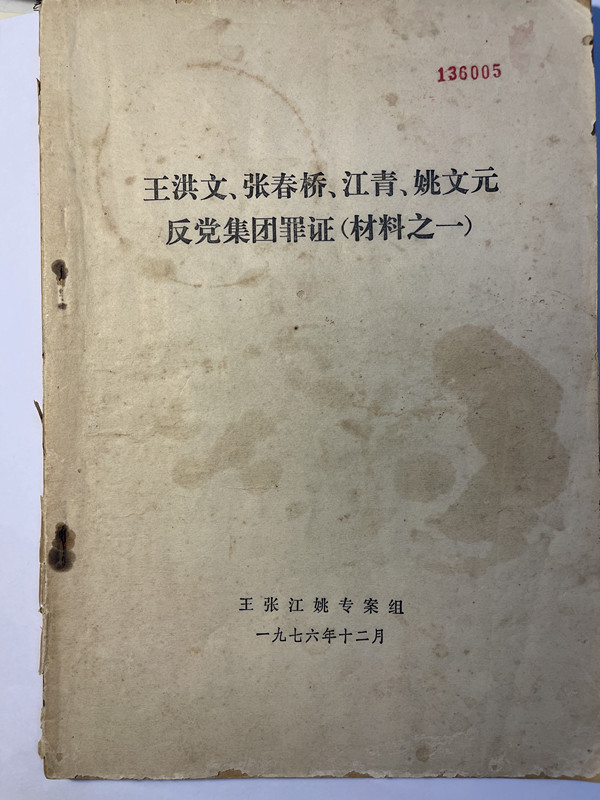 136005
王洪文、张春桥、江青、姚文元
反党集团罪证(材料之一)
王张江姚专案组
一九七六年十二月